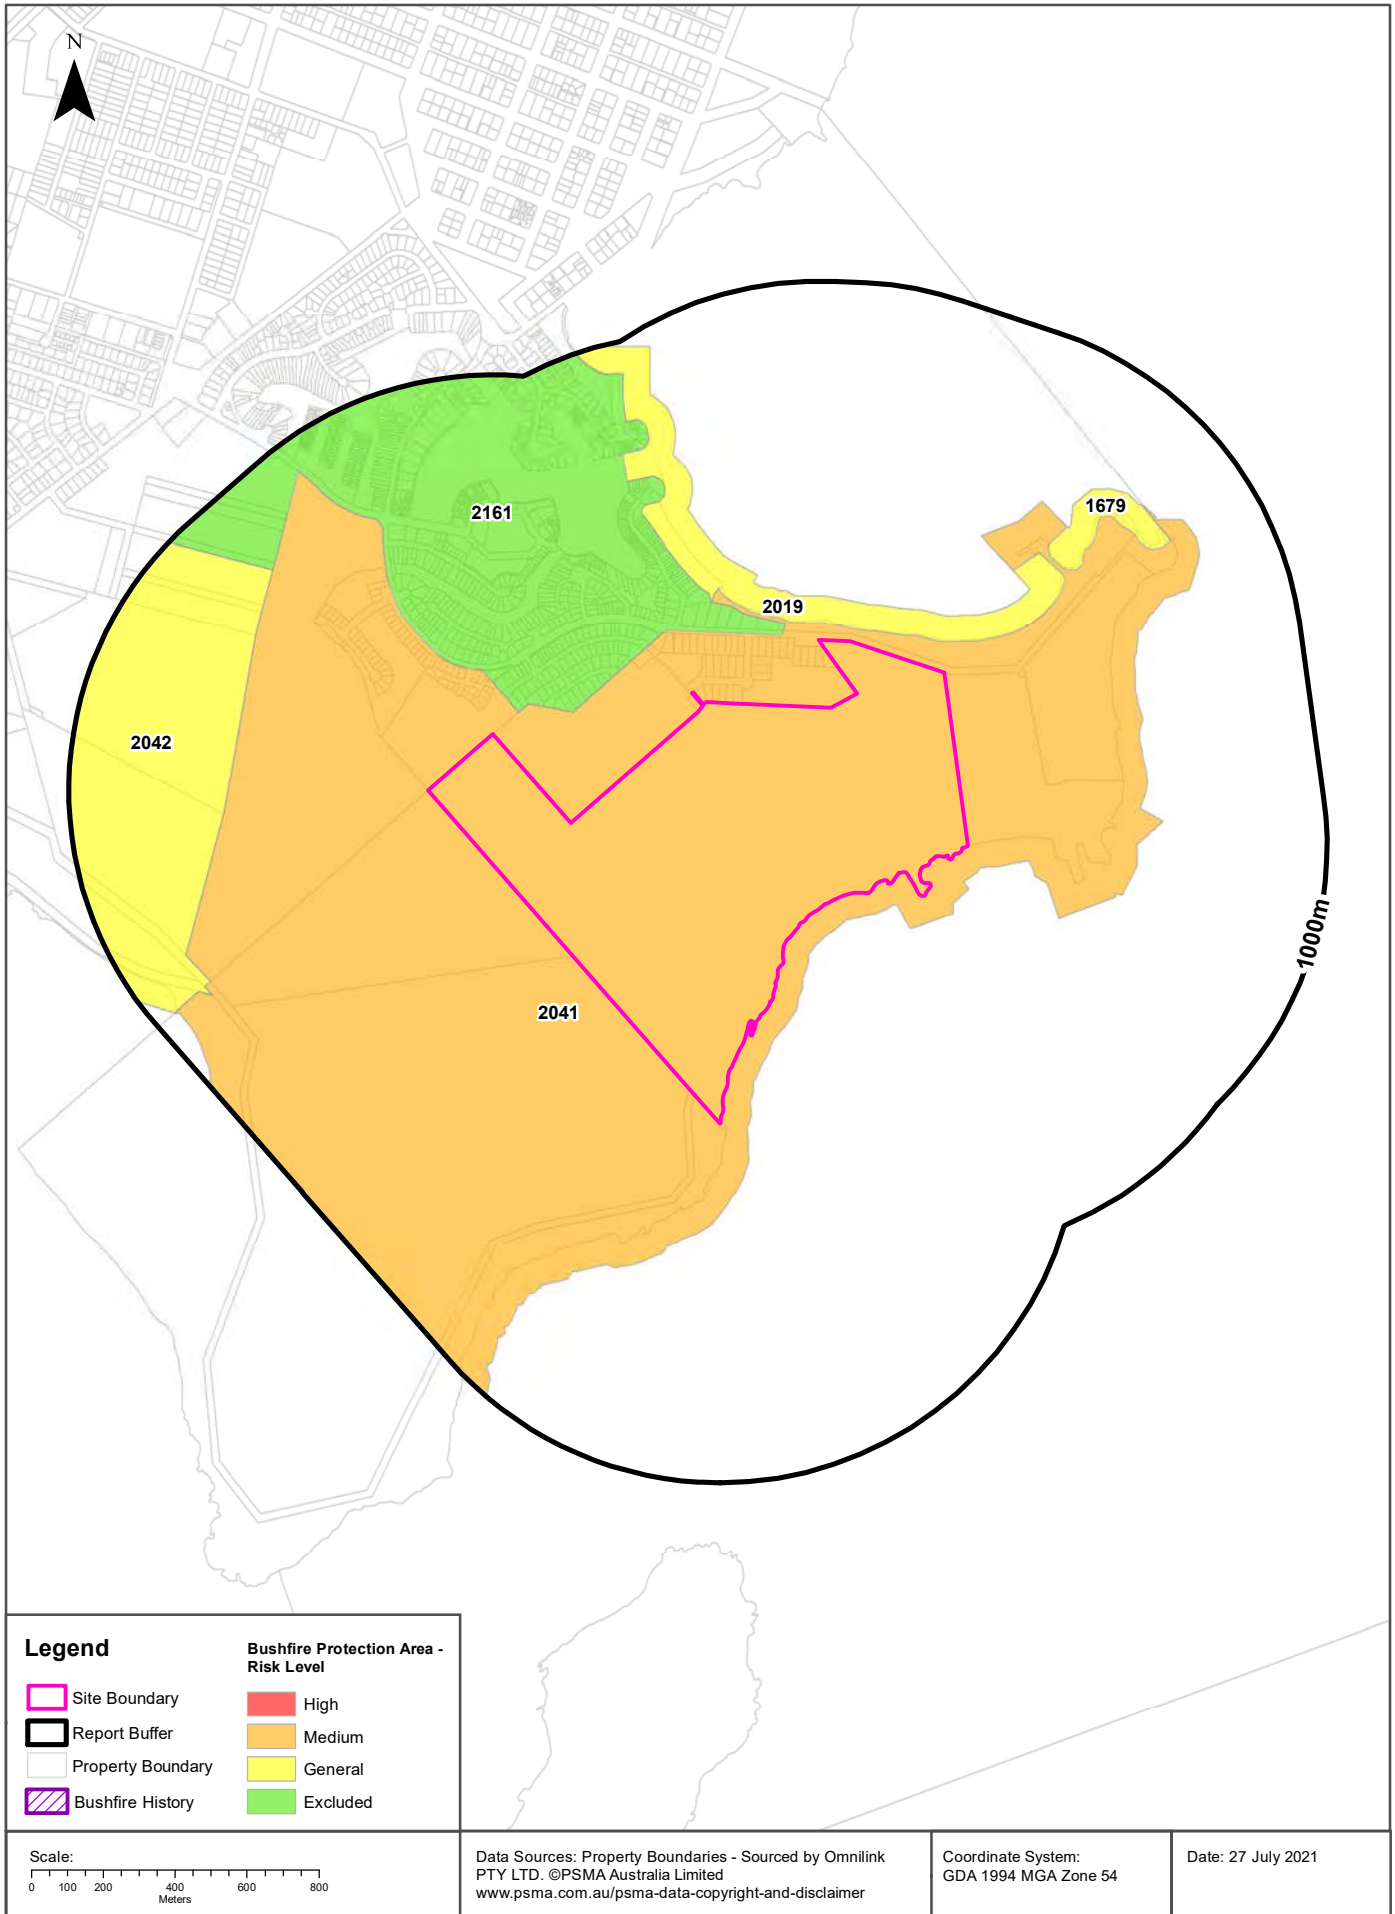 N
2161
1679
2019
2042
1000m
2041
Legend
Site Boundary
Report Buffer
Property Boundary
Bushfire History
Bushfire Protection Area -
Risk Level
High
Medium
General
Excluded
Scale:
0 100 200 400 600 800
Meters
Data Sources: Property Boundaries - Sourced by Omnilink
PTY LTD. ©PSMA Australia Limited
www.psma.com.au/psma-data-copyright-and-disclaimer
Coordinate System:
GDA 1994 MGA Zone 54
Date: 27 July 2021